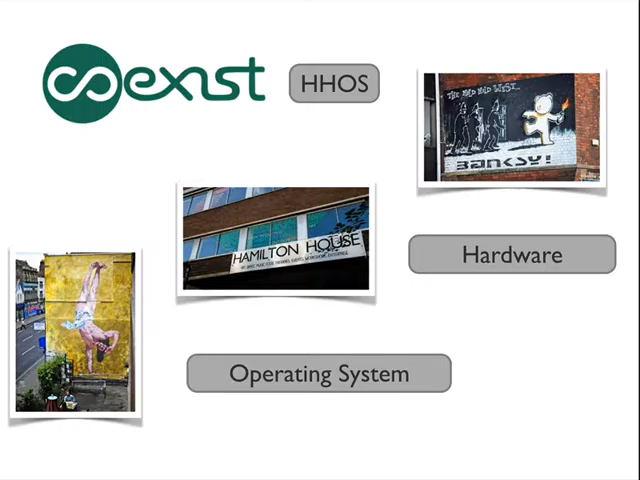 coexist
HHOS
THE MILD MILD WEST...
BANKSY!
HAMILTON HOUSE
Hardware
Operating System